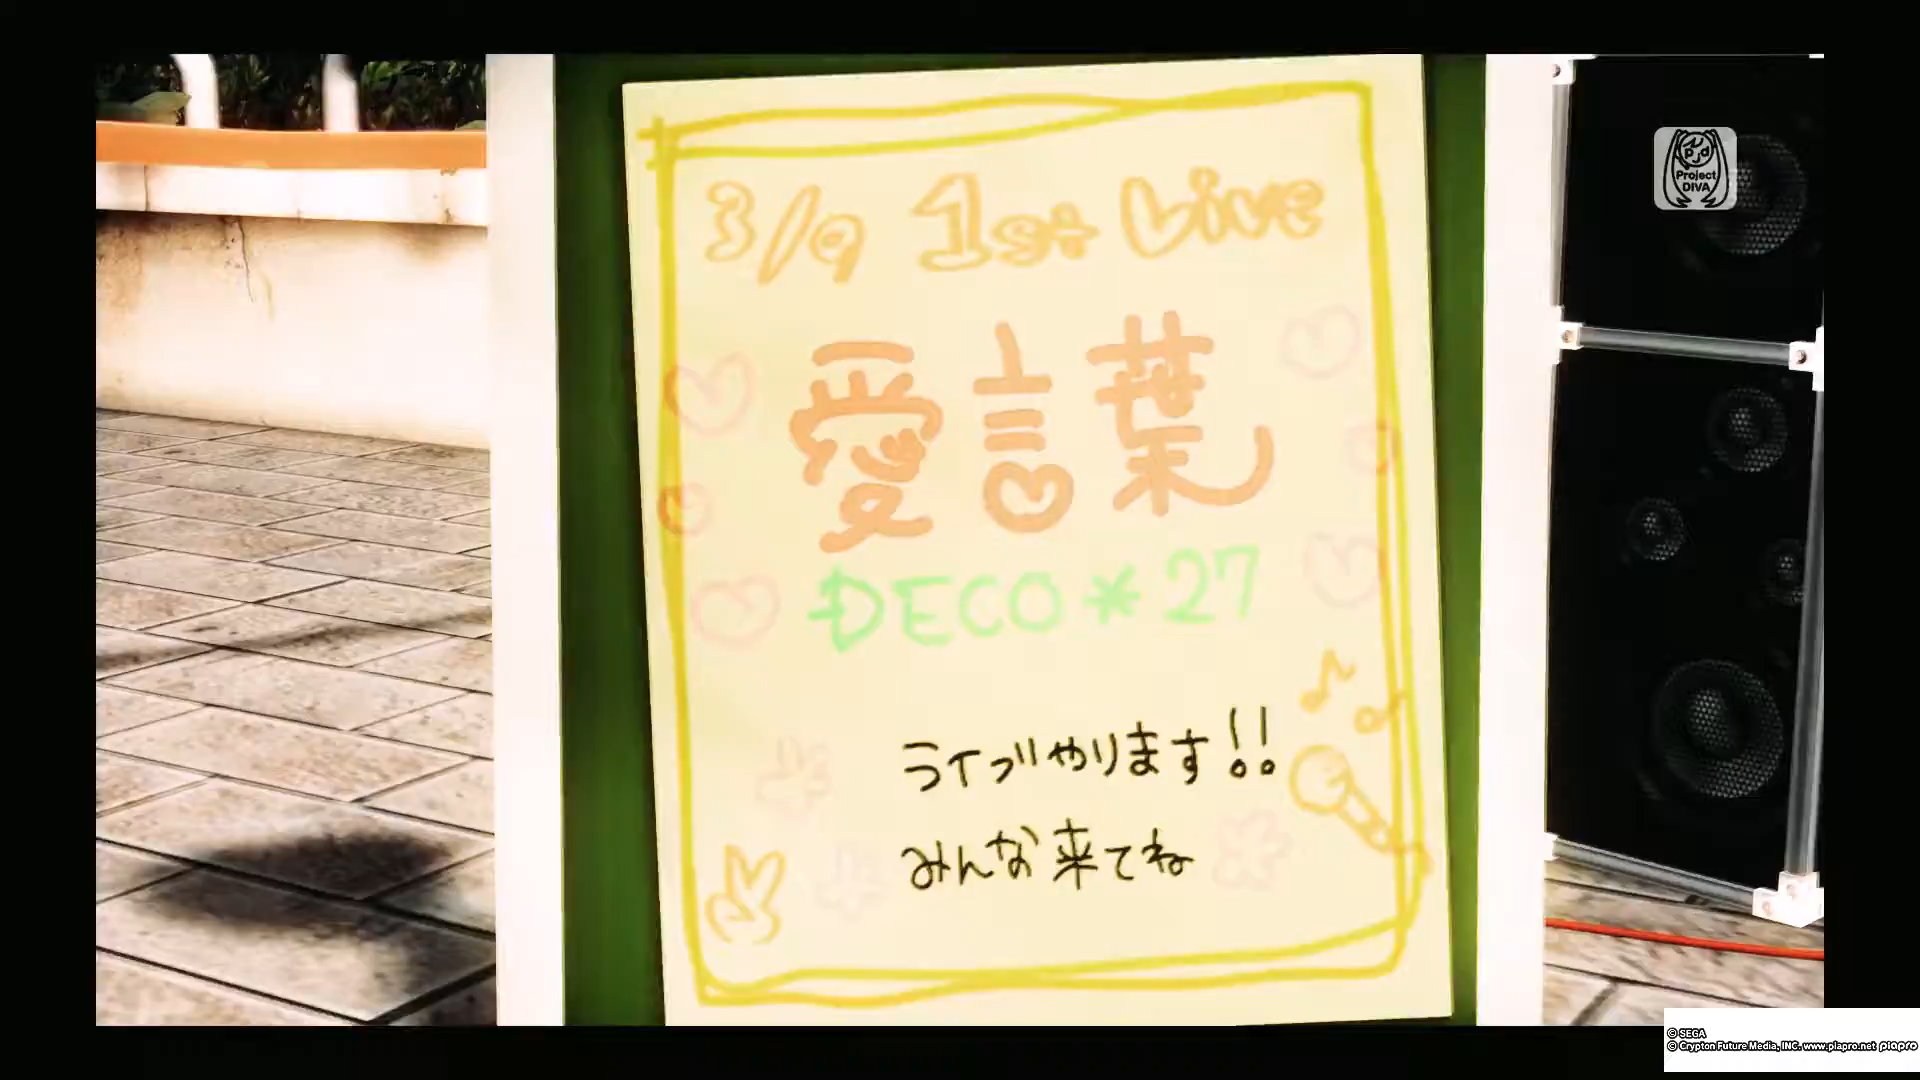 3/9 1st Live
愛言葉
DECO*27
ライブやります!!
みんな来てね
Pjd
Project
DIVA
© SEGA
© Crypton Future Media, INC. www.piapro.net piapro